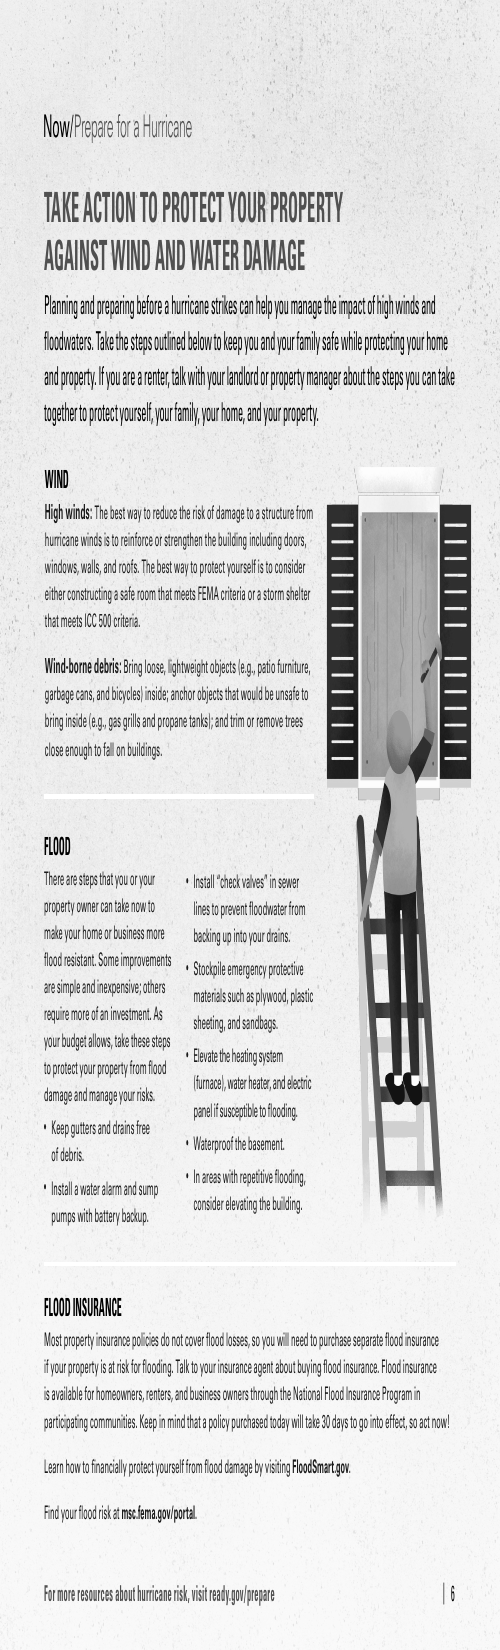 Now/Prepare for a Hurricane
TAKE ACTION TO PROTECT YOUR PROPERTY
AGAINST WIND AND WATER DAMAGE
Planning and preparing before a hurricane strikes can help you manage the impact of high winds and
floodwaters. Take the steps outlined below to keep you and your family safe while protecting your home
and property. If you are a renter, talk with your landlord or property manager about the steps you can take
together to protect yourself, your family, your home, and your property.
WIND
High winds: The best way to reduce the risk of damage to a structure from
hurricane winds is to reinforce or strengthen the building including doors,
windows, walls, and roofs. The best way to protect yourself is to consider
either constructing a safe room that meets FEMA criteria or a storm shelter
that meets ICC 500 criteria.
Wind-borne debris: Bring loose, lightweight objects (e.g., patio furniture,
garbage cans, and bicycles) inside; anchor objects that would be unsafe to
bring inside (e.g., gas grills and propane tanks); and trim or remove trees
close enough to fall on buildings.
FLOOD
There are steps that you or your
property owner can take now to
make your home or business more
flood resistant. Some improvements
are simple and inexpensive; others
require more of an investment. As
your budget allows, take these steps
to protect your property from flood
damage and manage your risks.
• Keep gutters and drains free
of debris.
• Install a water alarm and sump
pumps with battery backup.
• Install “check valves” in sewer
lines to prevent floodwater from
backing up into your drains.
• Stockpile emergency protective
materials such as plywood, plastic
sheeting, and sandbags.
• Elevate the heating system
(furnace), water heater, and electric
panel if susceptible to flooding.
• Waterproof the basement.
• In areas with repetitive flooding,
consider elevating the building.
FLOOD INSURANCE
Most property insurance policies do not cover flood losses, so you will need to purchase separate flood insurance
if your property is at risk for flooding. Talk to your insurance agent about buying flood insurance. Flood insurance
is available for homeowners, renters, and business owners through the National Flood Insurance Program in
participating communities. Keep in mind that a policy purchased today will take 30 days to go into effect, so act now!
Learn how to financially protect yourself from flood damage by visiting FloodSmart.gov.
Find your flood risk at msc.fema.gov/portal.
For more resources about hurricane risk, visit ready.gov/prepare
| 6